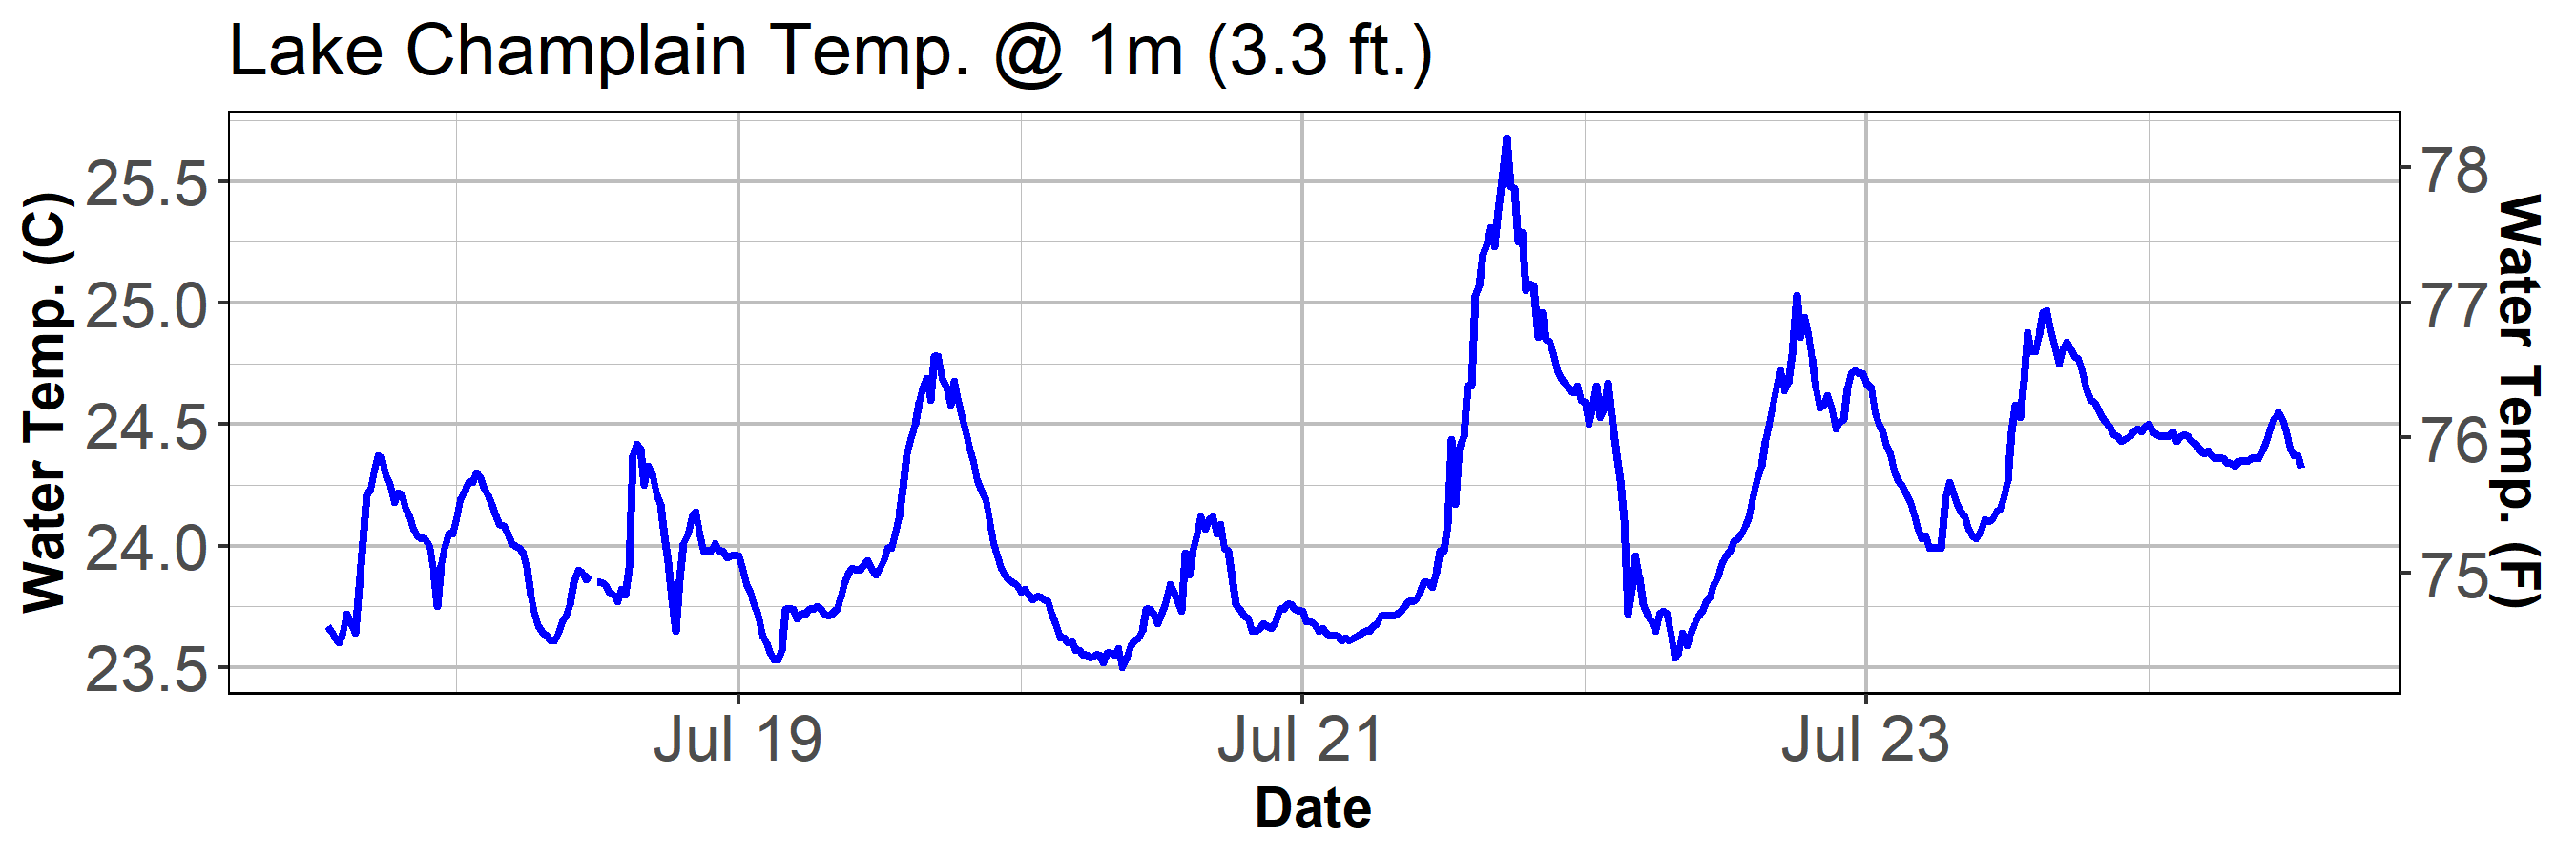 Lake Champlain Temp. @ 1m (3.3 ft.)
Water Temp. (C)
25.5
25.0
24.5
24.0
23.5
78
77
76
75
Water Temp. (F)
Jul 19
Jul 21
Jul 23
Date